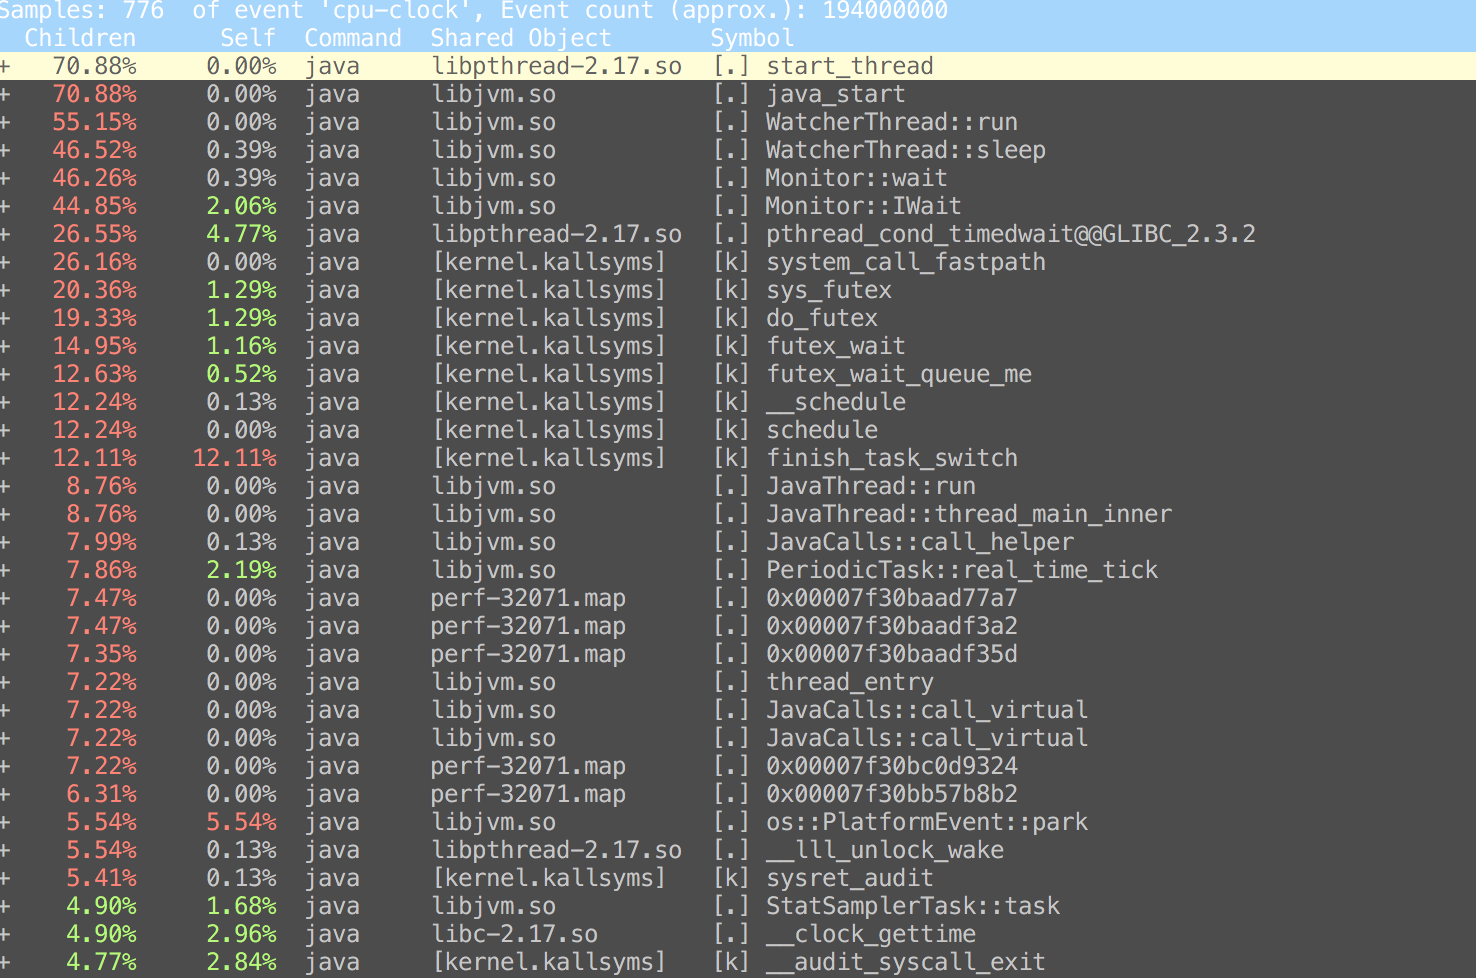 Samples: 776  of event 'cpu-clock', Event count (approx.): 194000000
  Children      Self  Command  Shared Object       Symbol
+   70.88%     0.00%  java     libpthread-2.17.so  [.] start_thread
+   70.88%     0.00%  java     libjvm.so           [.] java_start
+   55.15%     0.00%  java     libjvm.so           [.] WatcherThread::run
+   46.52%     0.39%  java     libjvm.so           [.] WatcherThread::sleep
+   46.26%     0.39%  java     libjvm.so           [.] Monitor::wait
+   44.85%     2.06%  java     libjvm.so           [.] Monitor::IWait
+   26.55%     4.77%  java     libpthread-2.17.so  [.] pthread_cond_timedwait@@GLIBC_2.3.2
+   26.16%     0.00%  java     [kernel.kallsyms]   [k] system_call_fastpath
+   20.36%     1.29%  java     [kernel.kallsyms]   [k] sys_futex
+   19.33%     1.29%  java     [kernel.kallsyms]   [k] do_futex
+   14.95%     1.16%  java     [kernel.kallsyms]   [k] futex_wait
+   12.63%     0.52%  java     [kernel.kallsyms]   [k] futex_wait_queue_me
+   12.24%     0.13%  java     [kernel.kallsyms]   [k] __schedule
+   12.24%     0.00%  java     [kernel.kallsyms]   [k] schedule
+   12.11%    12.11%  java     [kernel.kallsyms]   [k] finish_task_switch
+    8.76%     0.00%  java     libjvm.so           [.] JavaThread::run
+    8.76%     0.00%  java     libjvm.so           [.] JavaThread::thread_main_inner
+    7.99%     0.13%  java     libjvm.so           [.] JavaCalls::call_helper
+    7.86%     2.19%  java     libjvm.so           [.] PeriodicTask::real_time_tick
+    7.47%     0.00%  java     perf-32071.map      [.] 0x00007f30baad77a7
+    7.47%     0.00%  java     perf-32071.map      [.] 0x00007f30baadf3a2
+    7.35%     0.00%  java     perf-32071.map      [.] 0x00007f30baadf35d
+    7.22%     0.00%  java     libjvm.so           [.] thread_entry
+    7.22%     0.00%  java     libjvm.so           [.] JavaCalls::call_virtual
+    7.22%     0.00%  java     libjvm.so           [.] JavaCalls::call_virtual
+    7.22%     0.00%  java     perf-32071.map      [.] 0x00007f30bc0d9324
+    6.31%     0.00%  java     perf-32071.map      [.] 0x00007f30bb57b8b2
+    5.54%     5.54%  java     libjvm.so           [.] os::PlatformEvent::park
+    5.54%     0.13%  java     libpthread-2.17.so  [.] __lll_unlock_wake
+    5.41%     0.13%  java     [kernel.kallsyms]   [k] sysret_audit
+    4.90%     1.68%  java     libjvm.so           [.] StatSamplerTask::task
+    4.90%     2.96%  java     libc-2.17.so        [.] __clock_gettime
+    4.77%     2.84%  java     [kernel.kallsyms]   [k] __audit_syscall_exit